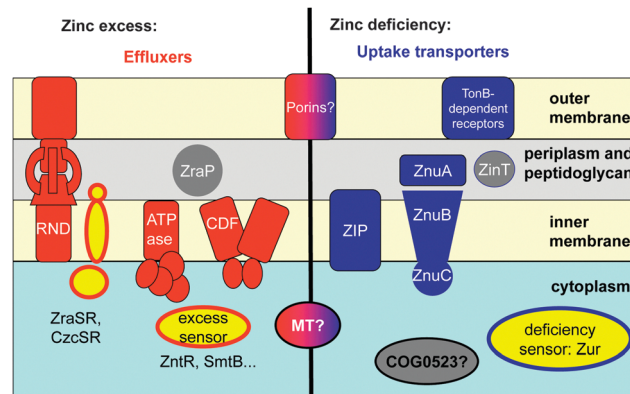 Zinc excess:
Zinc deficiency:
Effluxers
Uptake transporters
Porins?
TonB-
dependent
receptors
outer
membrane
ZraP
ZnuA
ZinT
periplasm and
peptidoglycan
RND
ATP
ase
CDF
ZIP
ZnuB
inner
membrane
ZnuC
cytoplasm
ZraSR,
CzcSR
excess
sensor
ZntR, SmtB...
MT?
COG0523?
deficiency
sensor: Zur